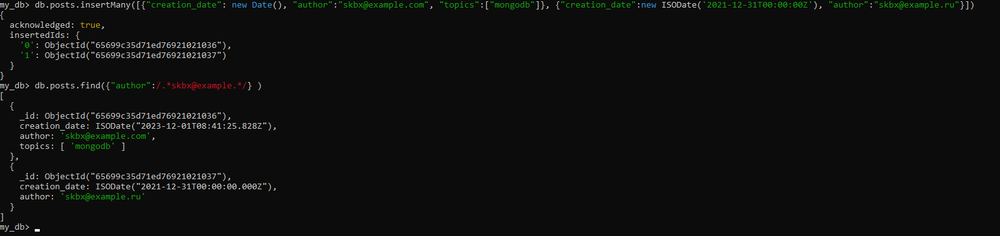 my_db> db.posts.insertMany([{"creation_date": new Date(), "author":"skbx@example.com", "topics":["mongodb"]}, {"creation_date":new ISODate('2021-12-31T00:00:00Z'), "author":"skbx@example.ru"}])
{
  acknowledged: true,
  insertedIds: {
    '0': ObjectId("65699c35d71ed76921021036"),
    '1': ObjectId("65699c35d71ed76921021037")
  }
}
my_db> db.posts.find({"author":/.*skbx@example.*/} )
[
  {
    _id: ObjectId("65699c35d71ed76921021036"),
    creation_date: ISODate("2023-12-01T08:41:25.828Z"),
    author: 'skbx@example.com',
    topics: [ 'mongodb' ]
  },
  {
    _id: ObjectId("65699c35d71ed76921021037"),
    creation_date: ISODate("2021-12-31T00:00:00.000Z"),
    author: 'skbx@example.ru'
  }
]
my_db>